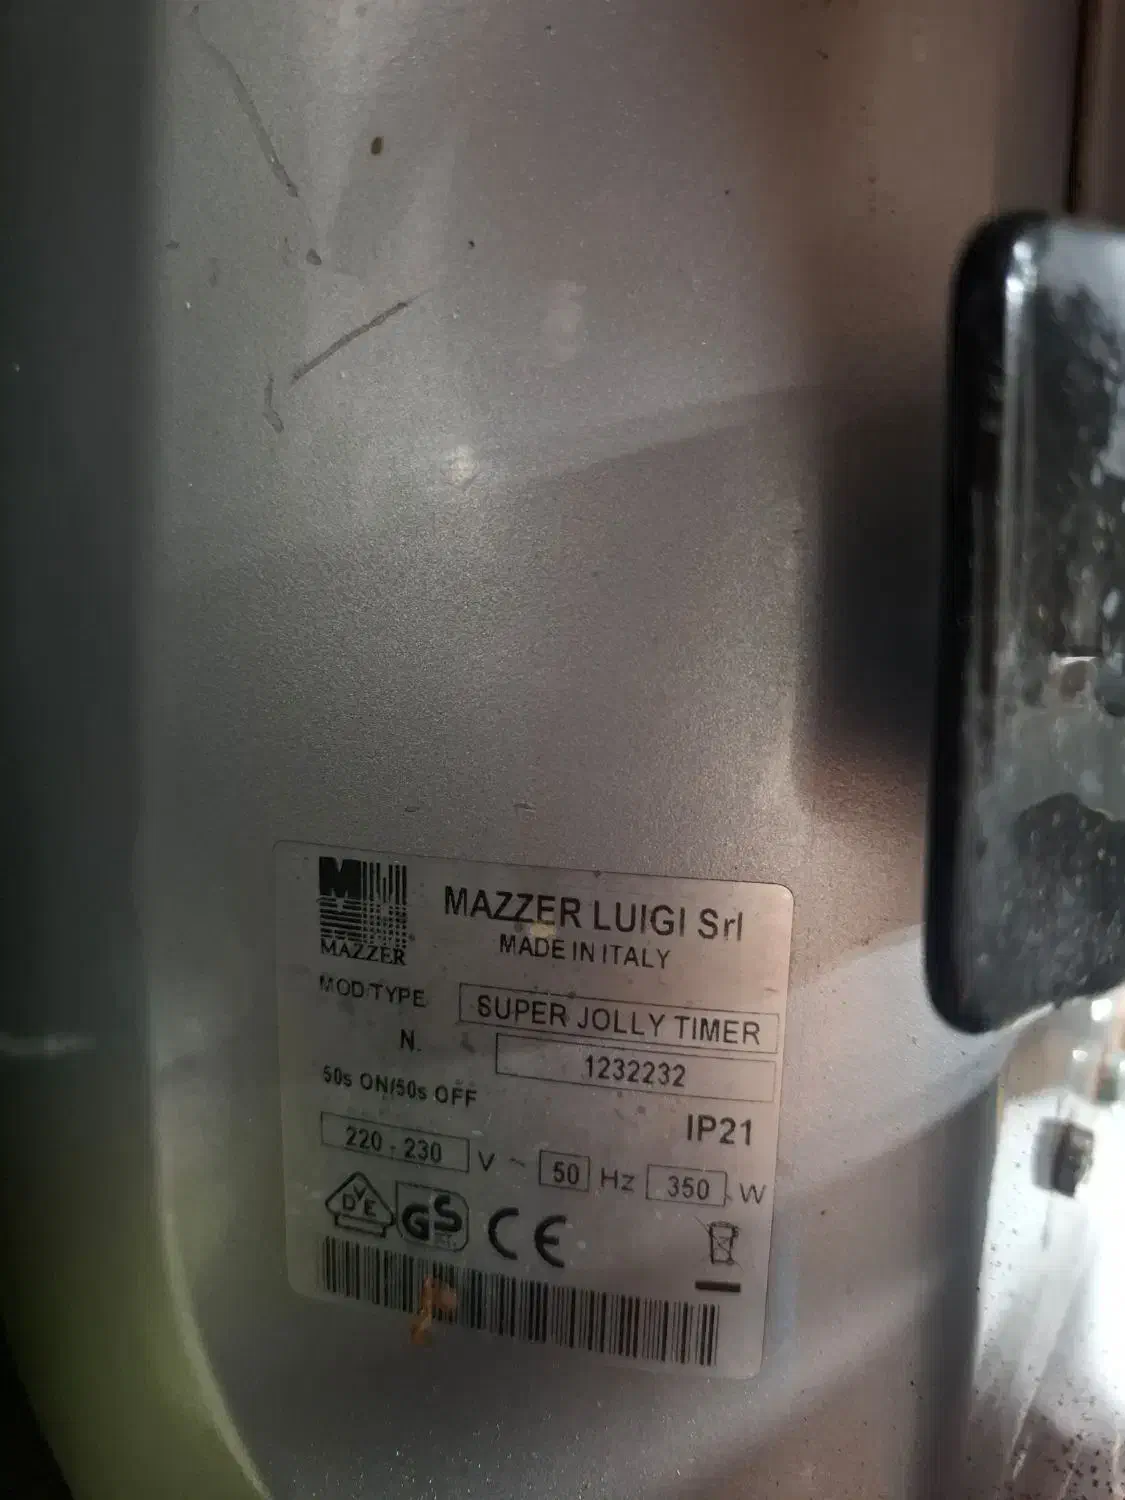 MAZZER
MAZZER LUIGI Srl
MADE IN ITALY
MOD/TYPE SUPER JOLLY TIMER
N. 1232232
50s ON/50s OFF
IP21
220 - 230 V ~ 50 Hz 350 W
DVE GS CE